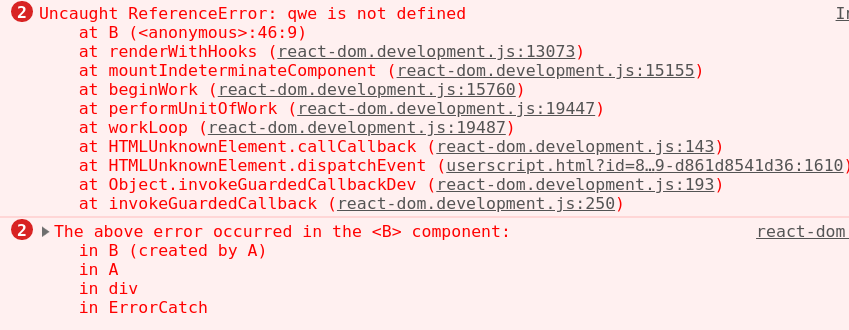 2 Uncaught ReferenceError: qwe is not defined
at B (<anonymous>:46:9)
at renderWithHooks (react-dom.development.js:13073)
at mountIndeterminateComponent (react-dom.development.js:15155)
at beginWork (react-dom.development.js:15760)
at performUnitOfWork (react-dom.development.js:19447)
at workLoop (react-dom.development.js:19487)
at HTMLUnknownElement.callCallback (react-dom.development.js:143)
at HTMLUnknownElement.dispatchEvent (userscript.html?id=8…9-d861d8541d36:1610)
at Object.invokeGuardedCallbackDev (react-dom.development.js:193)
at invokeGuardedCallback (react-dom.development.js:250)
2 The above error occurred in the <B> component: react-dom
in B (created by A)
in A
in div
in ErrorCatch